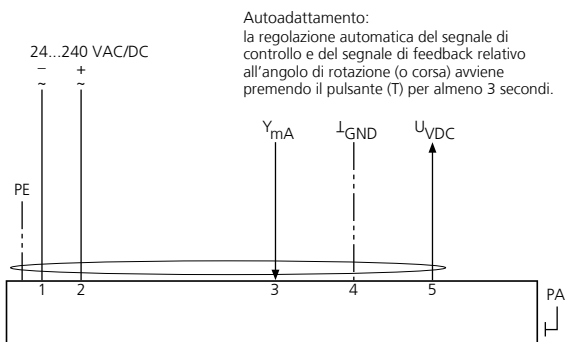 Autoadattamento:
la regolazione automatica del segnale di
controllo e del segnale di feedback relativo
all'angolo di rotazione (o corsa) avviene
premendo il pulsante (T) per almeno 3 secondi.
24...240 VAC/DC
– +
~ ~
YmA ⊥GND UVDC
PE
1 2 3 4 5
PA